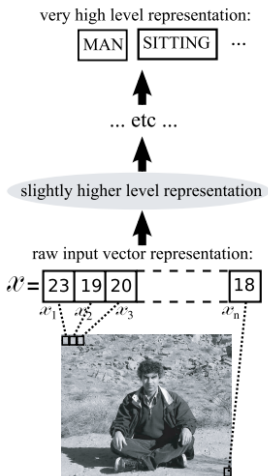 very high level representation:
MAN SITTING ...
... etc ...
slightly higher level representation
raw input vector representation:
x = 23 19 20 18
x1 x2 x3 xn